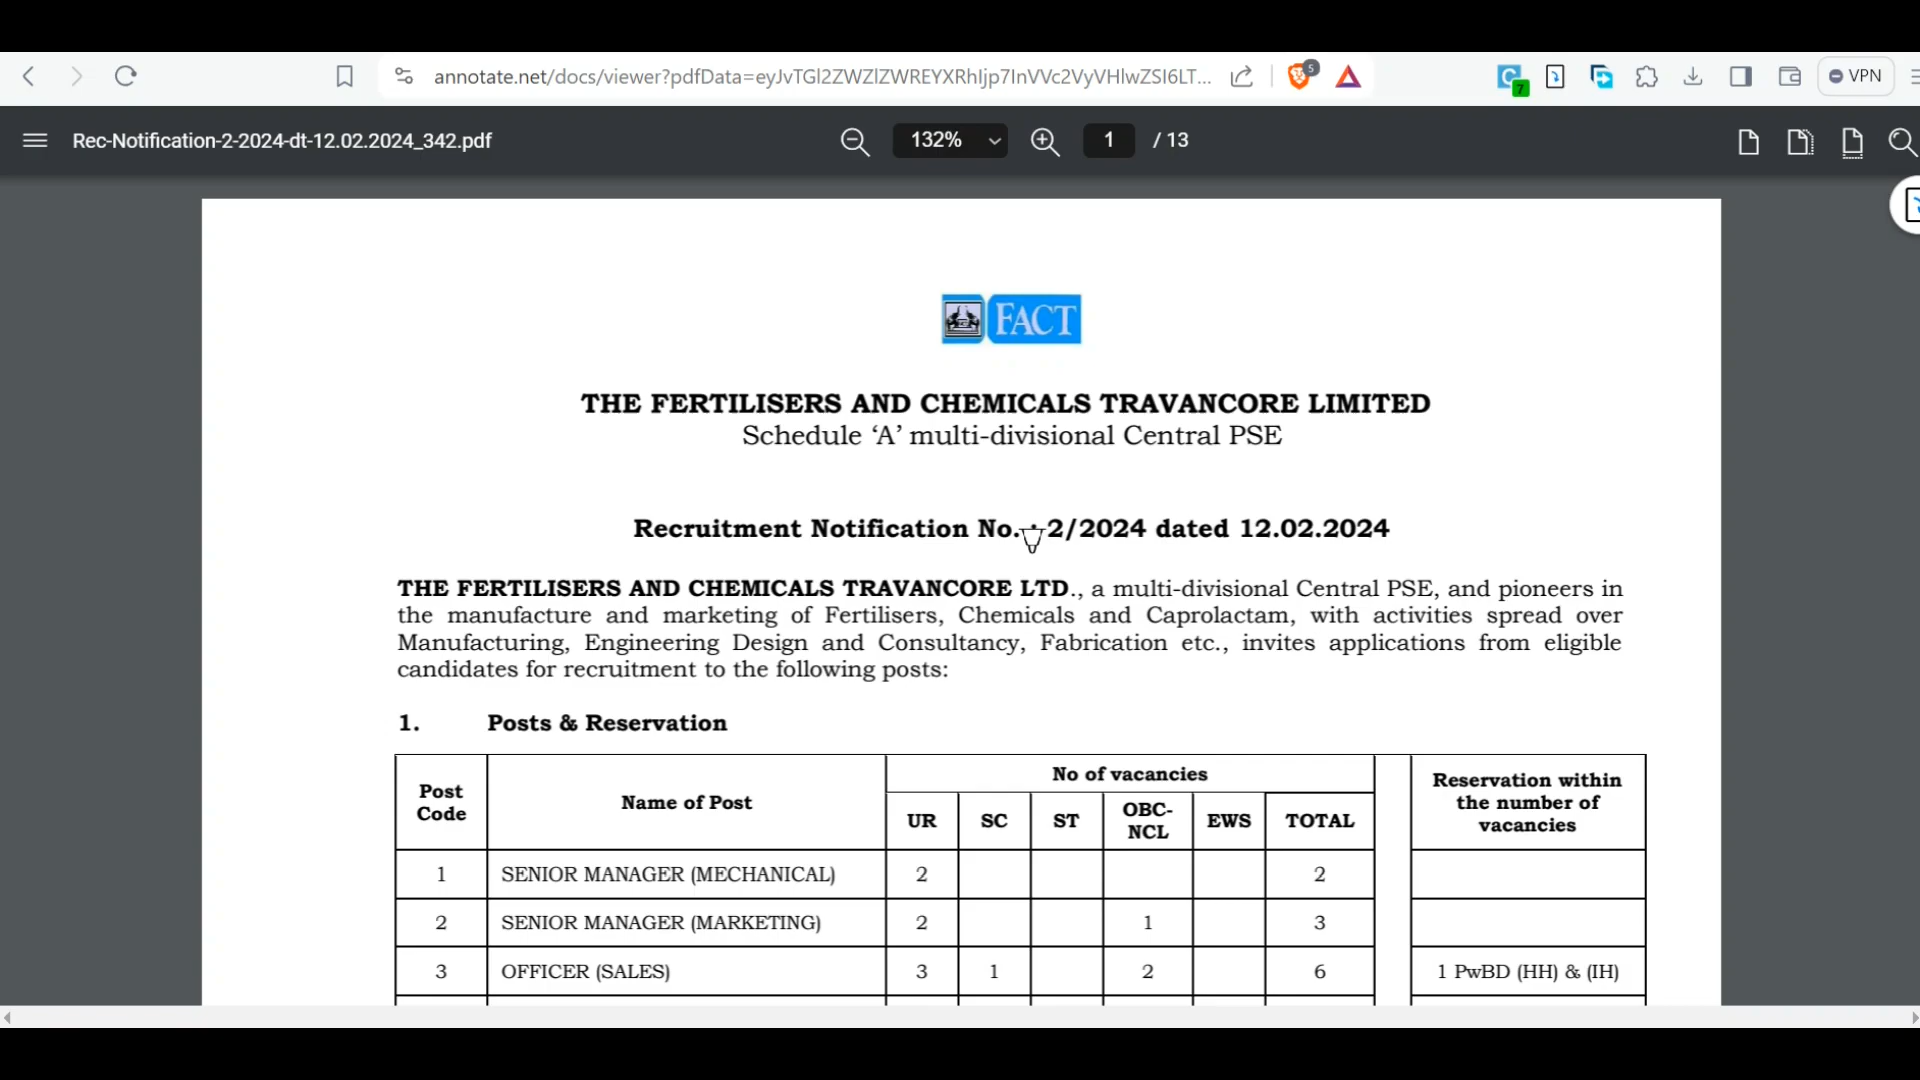 annotate.net/docs/viewer?pdfData=eyJvTGl2ZWZlZWREYXRhIjp7InVVc2VyVHlwZSI6LT...
5
7
VPN
Rec-Notification-2-2024-dt-12.02.2024_342.pdf
132%
1 / 13
FACT
THE FERTILISERS AND CHEMICALS TRAVANCORE LIMITED
Schedule ‘A’ multi-divisional Central PSE
Recruitment Notification No. 2/2024 dated 12.02.2024
THE FERTILISERS AND CHEMICALS TRAVANCORE LTD., a multi-divisional Central PSE, and pioneers in
the manufacture and marketing of Fertilisers, Chemicals and Caprolactam, with activities spread over
Manufacturing, Engineering Design and Consultancy, Fabrication etc., invites applications from eligible
candidates for recruitment to the following posts:
1. Posts & Reservation
Post Code Name of Post No of vacancies Reservation within the number of vacancies
UR SC ST OBC-NCL EWS TOTAL
1 SENIOR MANAGER (MECHANICAL) 2 2
2 SENIOR MANAGER (MARKETING) 2 1 3
3 OFFICER (SALES) 3 1 2 6 1 PwBD (HH) & (IH)